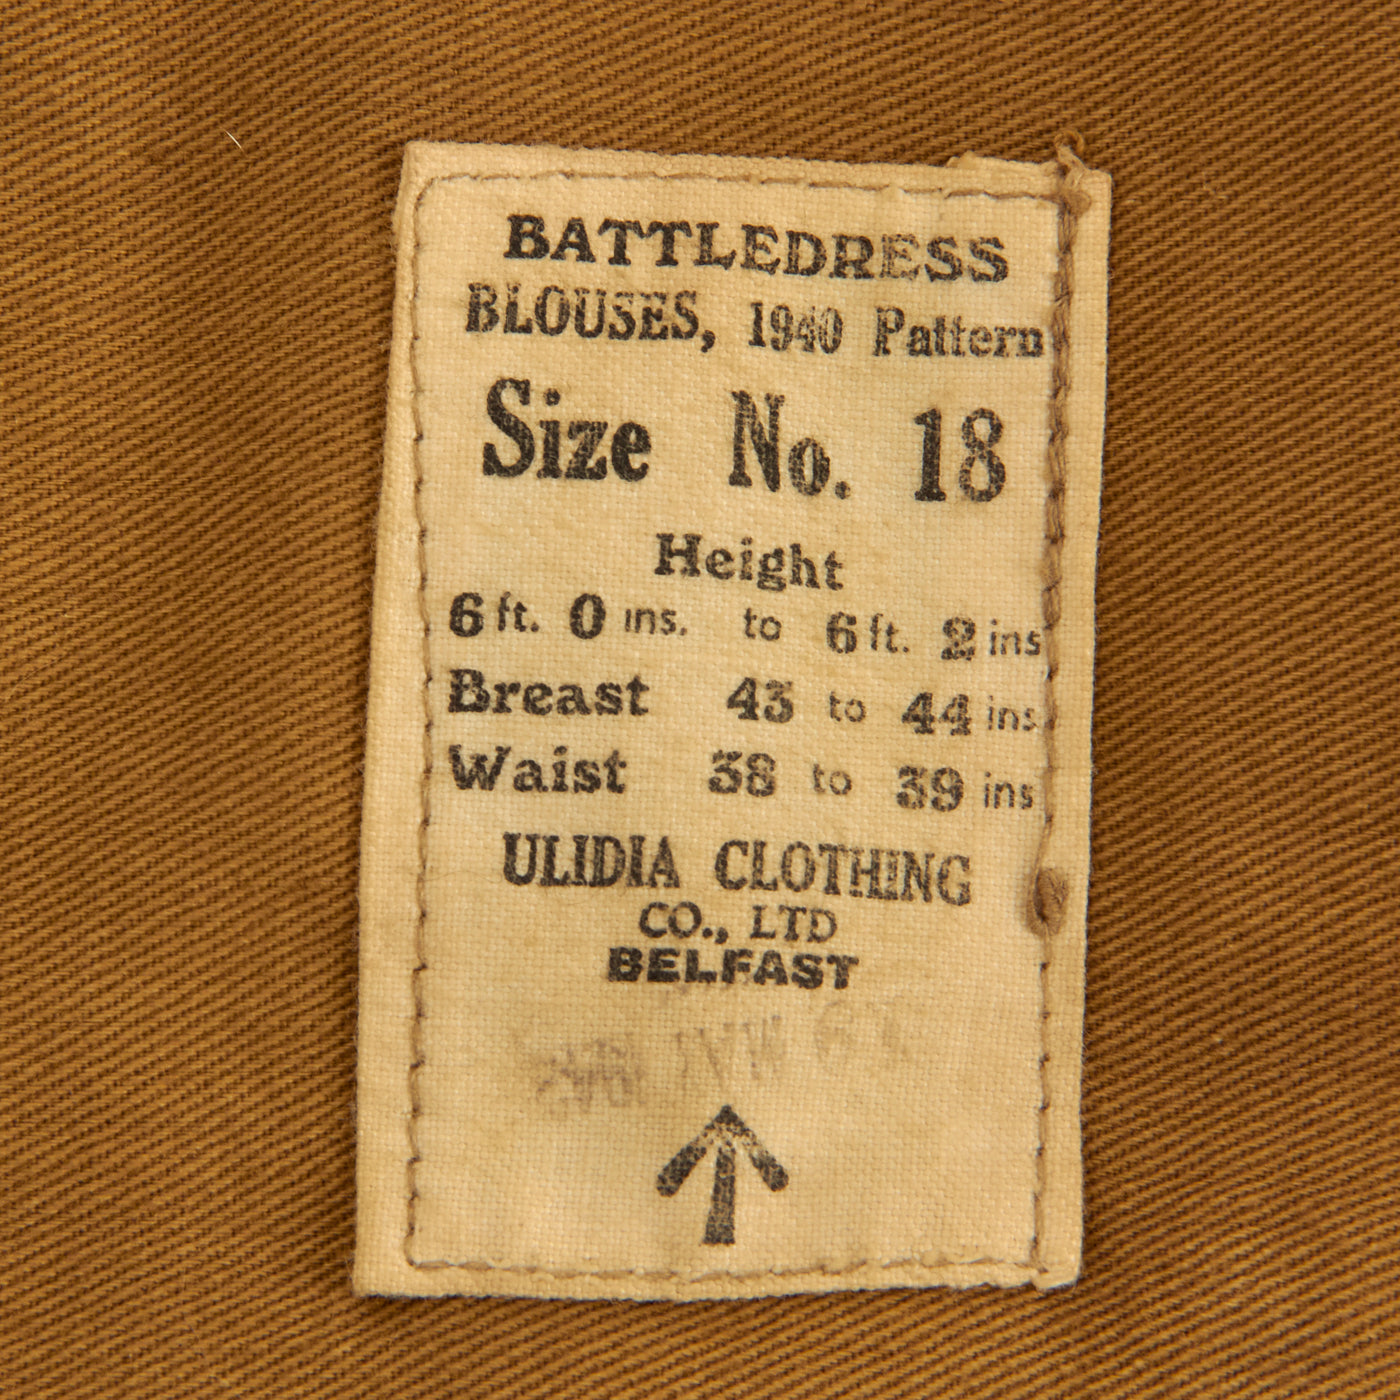 BATTLEDRESS
BLOUSES, 1940 Pattern
Size No. 18
Height
6 ft. 0 ins. to 6 ft. 2 ins
Breast 43 to 44 ins
Waist 38 to 39 ins
ULIDIA CLOTHING
CO., LTD
BELFAST